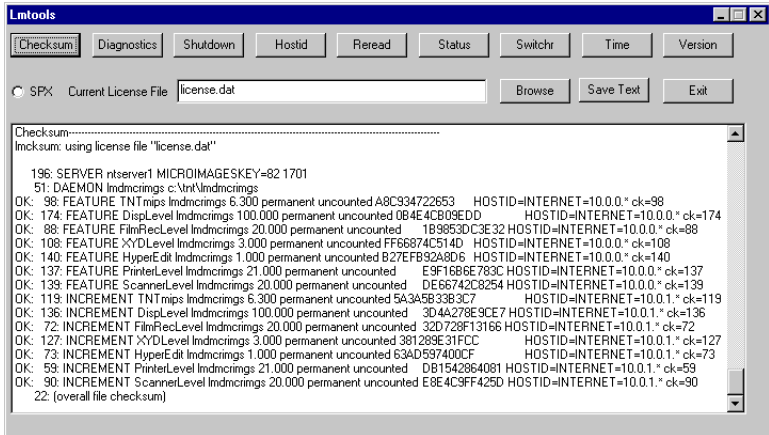 Lmtools
Checksum Diagnostics Shutdown Hostid Reread Status Switchr Time Version
SPX Current License File license.dat Browse Save Text Exit
Checksum--------------------------------------------------------------------------------
lmcksum: using license file "license.dat"
196: SERVER ntserver1 MICROIMAGESKEY=82 1701
51: DAEMON lmdmcrimgs c:\tnt\lmdmcrimgs
OK: 98: FEATURE TNTmips lmdmcrimgs 6.300 permanent uncounted A8C934722653 HOSTID=INTERNET=10.0.0.* ck=98
OK: 174: FEATURE DispLevel lmdmcrimgs 100.000 permanent uncounted 0B4E4CB09EDD HOSTID=INTERNET=10.0.0.* ck=174
OK: 88: FEATURE FilmRecLevel lmdmcrimgs 20.000 permanent uncounted 1B9853DC3E32 HOSTID=INTERNET=10.0.0.* ck=88
OK: 108: FEATURE XYDLevel lmdmcrimgs 3.000 permanent uncounted FF66874C514D HOSTID=INTERNET=10.0.0.* ck=108
OK: 140: FEATURE HyperEdit lmdmcrimgs 1.000 permanent uncounted B27EFB92A8D6 HOSTID=INTERNET=10.0.0.* ck=140
OK: 137: FEATURE PrinterLevel lmdmcrimgs 21.000 permanent uncounted E9F16B6E783C HOSTID=INTERNET=10.0.0.* ck=137
OK: 139: FEATURE ScannerLevel lmdmcrimgs 20.000 permanent uncounted DE66742C8254 HOSTID=INTERNET=10.0.0.* ck=139
OK: 119: INCREMENT TNTmips lmdmcrimgs 6.300 permanent uncounted 5A3A5B33B3C7 HOSTID=INTERNET=10.0.1.* ck=119
OK: 136: INCREMENT DispLevel lmdmcrimgs 100.000 permanent uncounted 3D4A278E9CE7 HOSTID=INTERNET=10.0.1.* ck=136
OK: 72: INCREMENT FilmRecLevel lmdmcrimgs 20.000 permanent uncounted 32D728F13166 HOSTID=INTERNET=10.0.1.* ck=72
OK: 127: INCREMENT XYDLevel lmdmcrimgs 3.000 permanent uncounted 381289E31FCC HOSTID=INTERNET=10.0.1.* ck=127
OK: 73: INCREMENT HyperEdit lmdmcrimgs 1.000 permanent uncounted 63AD597400CF HOSTID=INTERNET=10.0.1.* ck=73
OK: 59: INCREMENT PrinterLevel lmdmcrimgs 21.000 permanent uncounted DB1542864081 HOSTID=INTERNET=10.0.1.* ck=59
OK: 90: INCREMENT ScannerLevel lmdmcrimgs 20.000 permanent uncounted E8E4C9FF425D HOSTID=INTERNET=10.0.1.* ck=90
22: (overall file checksum)